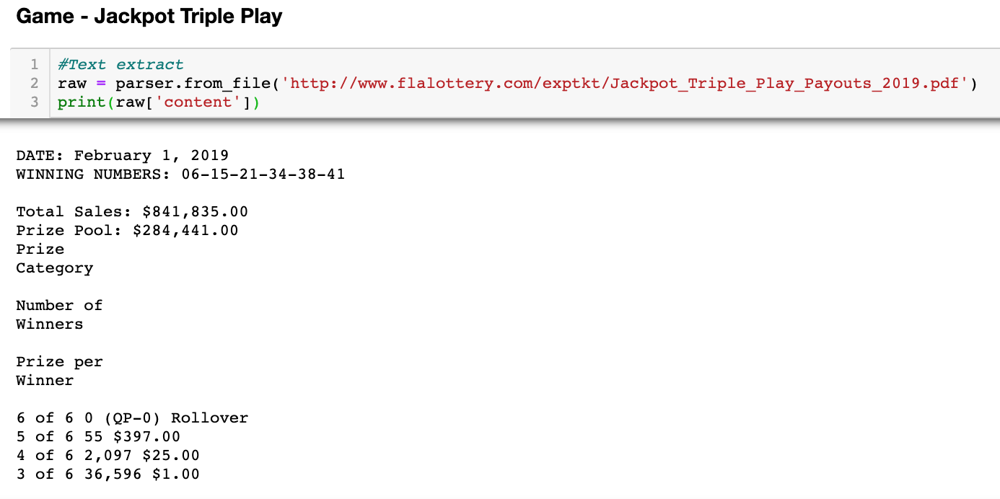 Game - Jackpot Triple Play
1 #Text extract
2 raw = parser.from_file('http://www.flalottery.com/exptkt/Jackpot_Triple_Play_Payouts_2019.pdf')
3 print(raw['content'])
DATE: February 1, 2019
WINNING NUMBERS: 06-15-21-34-38-41
Total Sales: $841,835.00
Prize Pool: $284,441.00
Prize
Category
Number of
Winners
Prize per
Winner
6 of 6 0 (QP-0) Rollover
5 of 6 55 $397.00
4 of 6 2,097 $25.00
3 of 6 36,596 $1.00